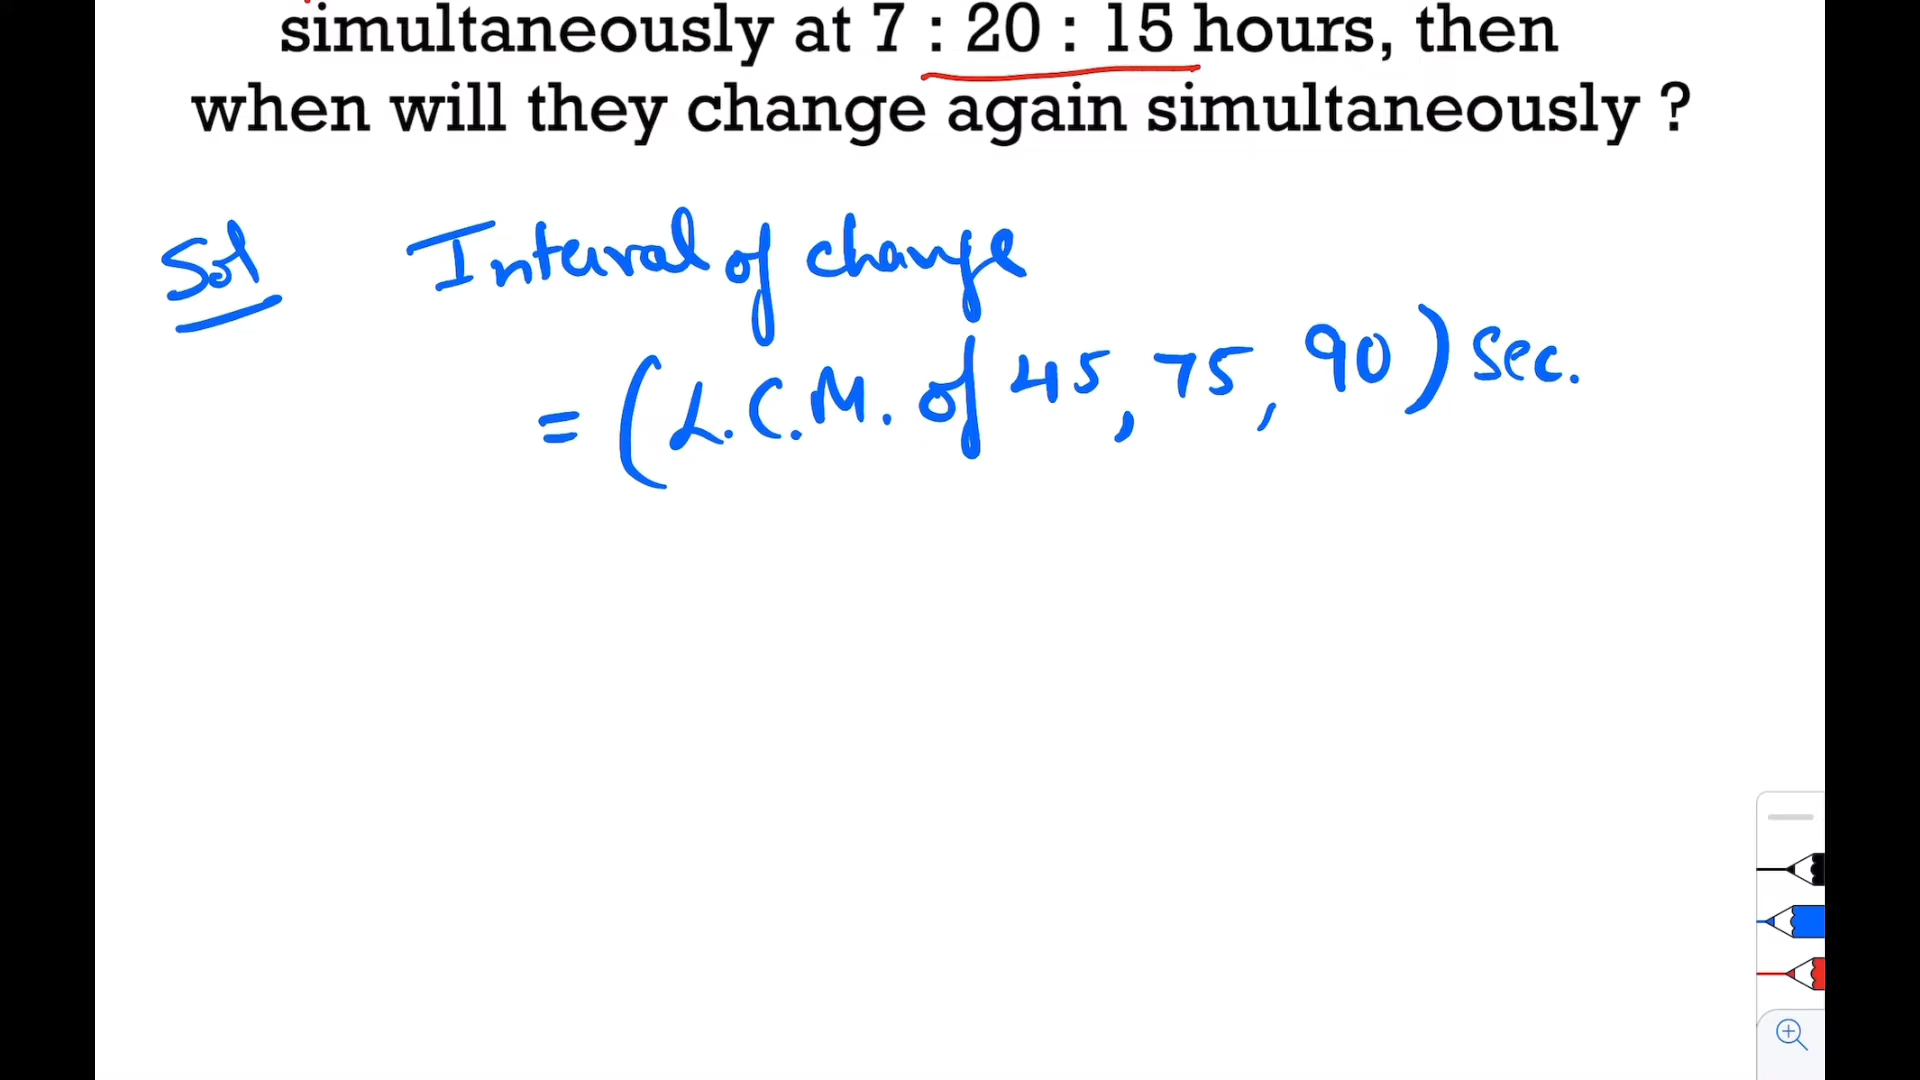 simultaneously at 7 : 20 : 15 hours, then
when will they change again simultaneously ?
Sol Interval of change
= (L.C.M. of 45, 75, 90) sec.